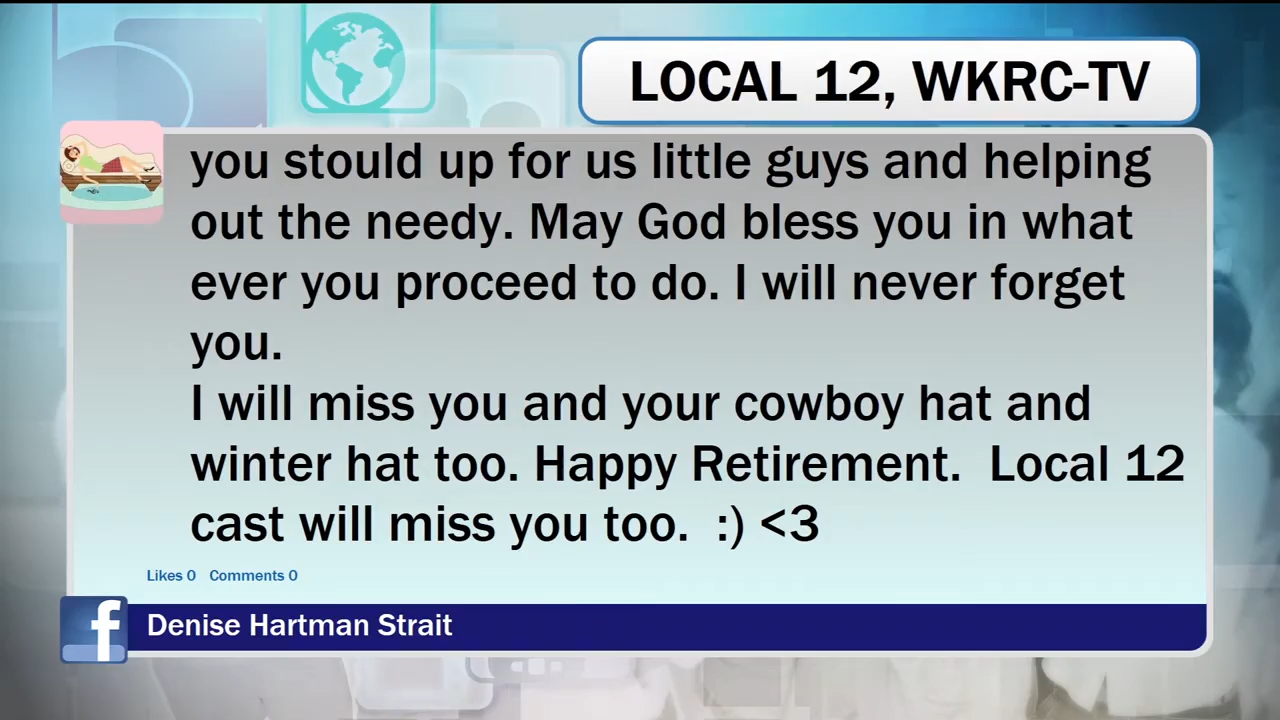 LOCAL 12, WKRC-TV
you stould up for us little guys and helping
out the needy. May God bless you in what
ever you proceed to do. I will never forget
you.
I will miss you and your cowboy hat and
winter hat too. Happy Retirement.  Local 12
cast will miss you too.  :) <3
Likes 0   Comments 0
f Denise Hartman Strait